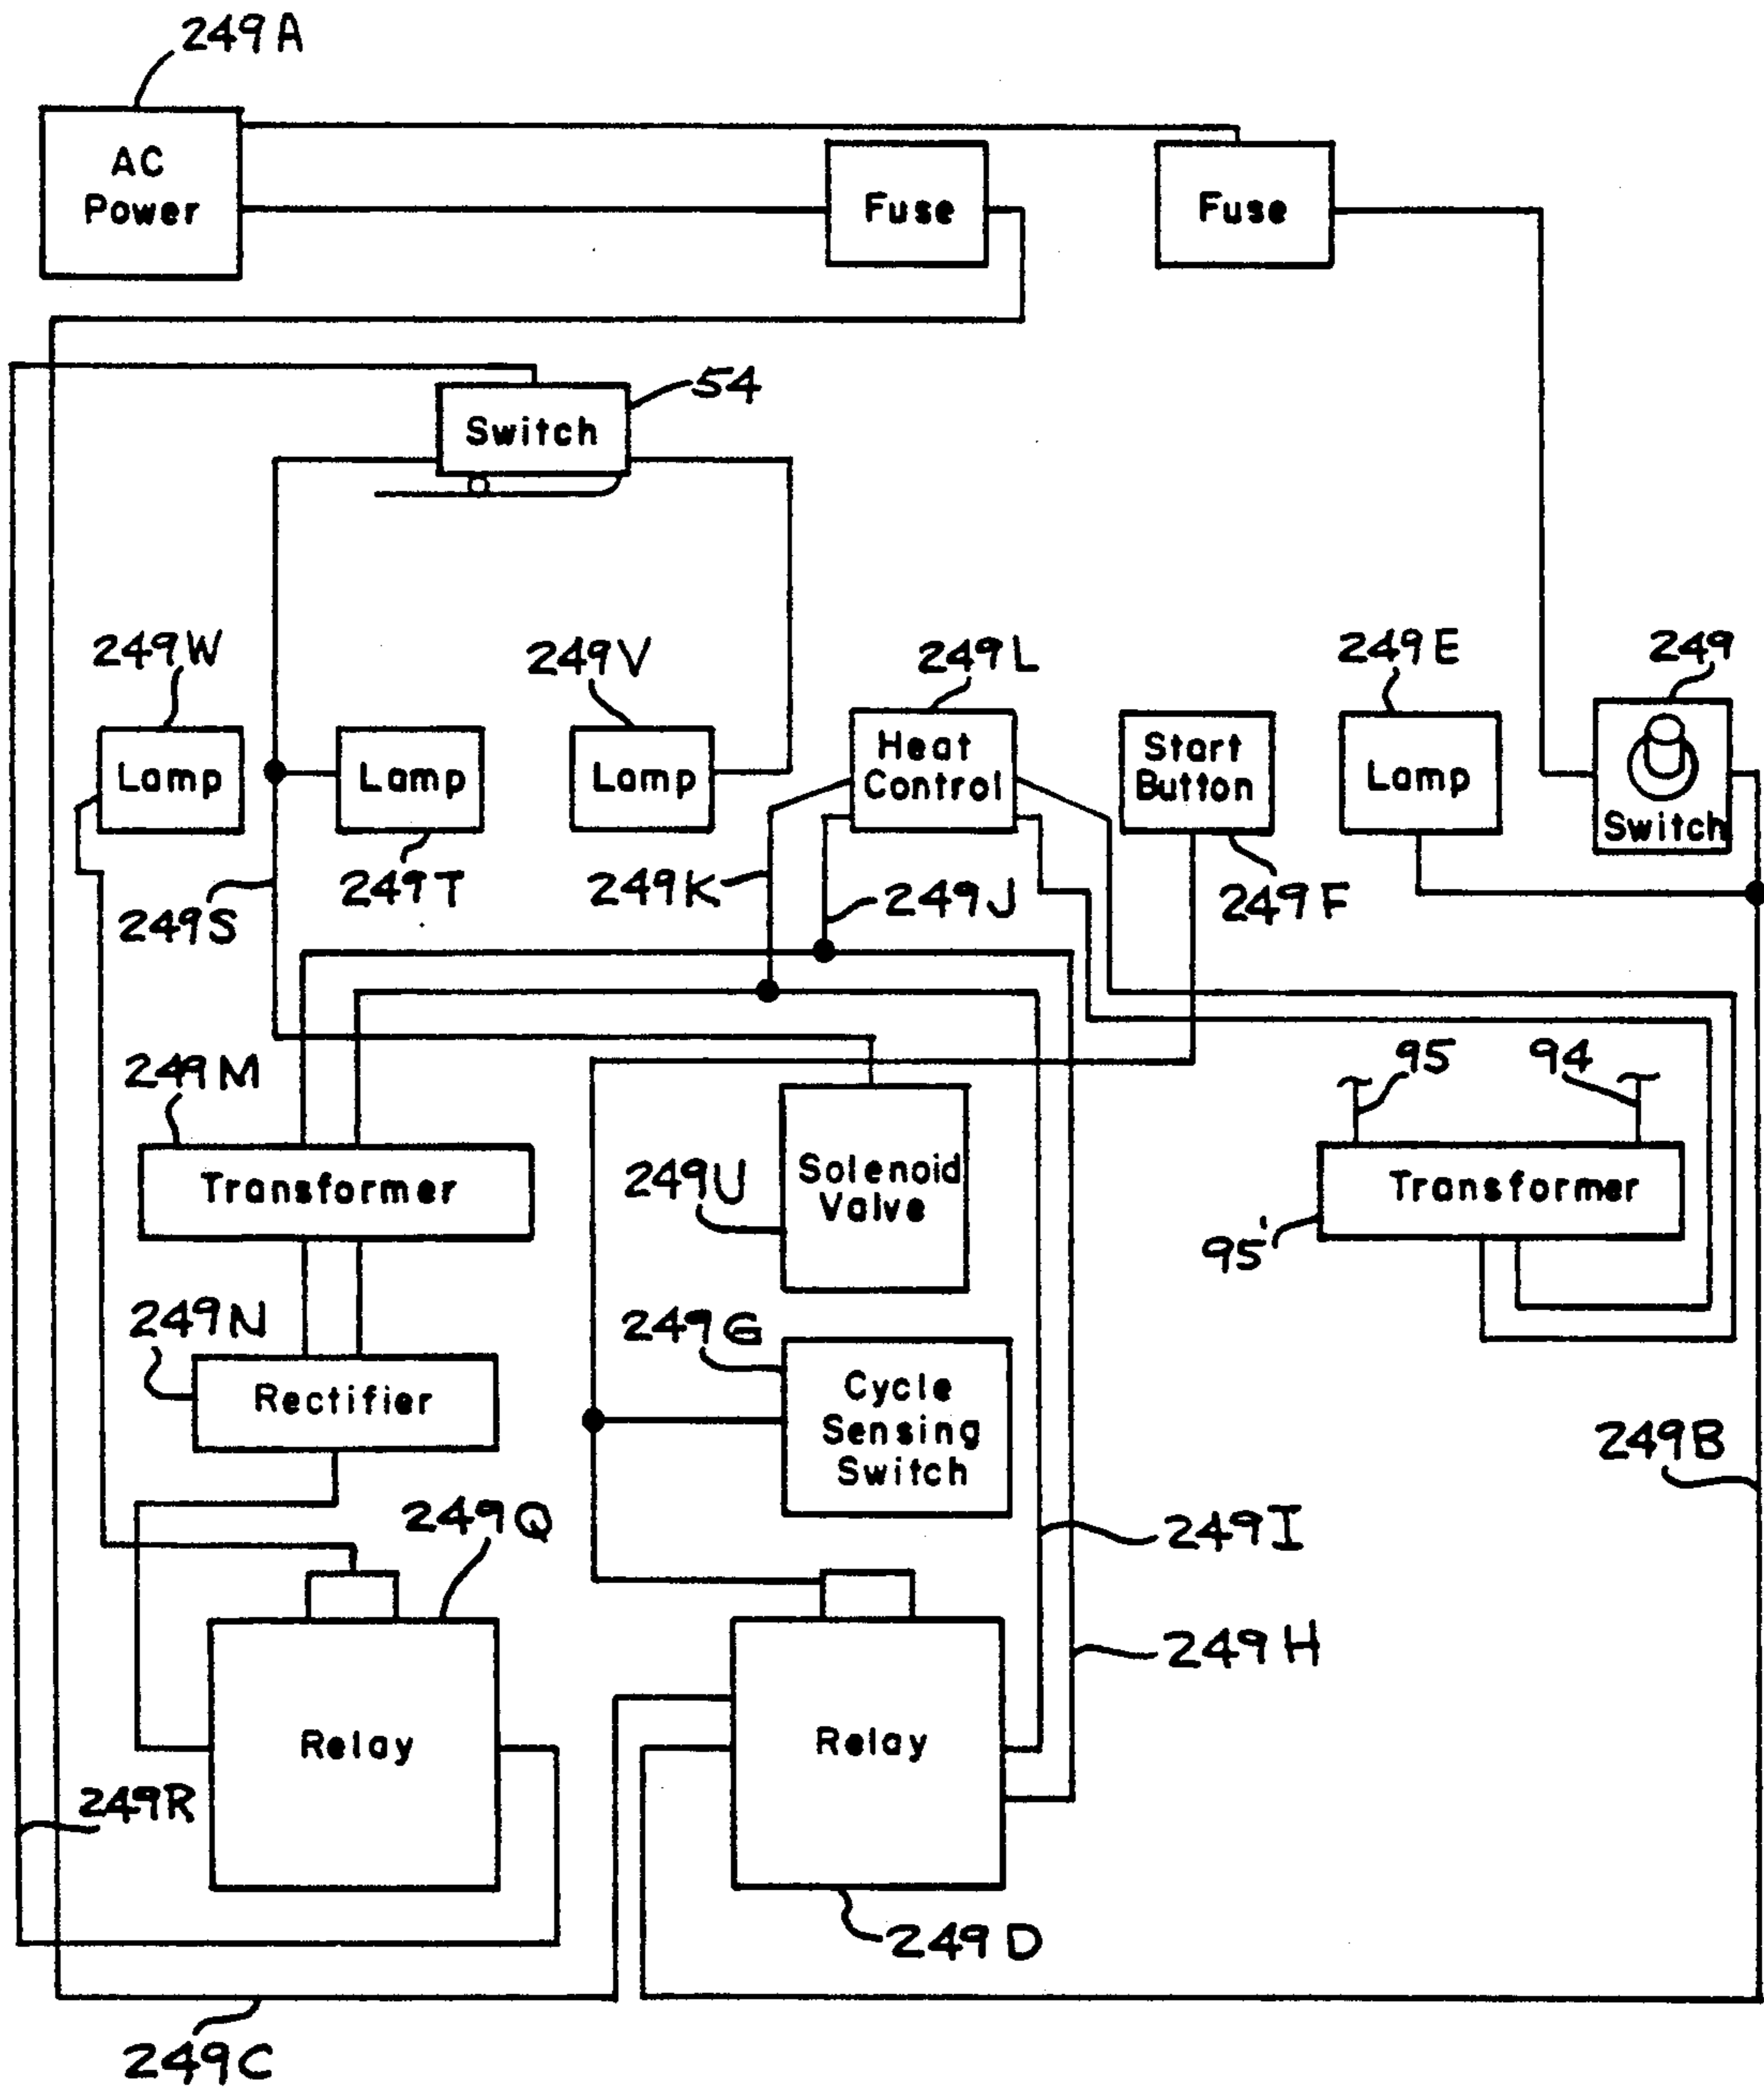 249A
AC
Power
Fuse
Fuse
54
Switch
249W
249V
249L
249E
249
Lamp
Lamp
Lamp
Heat
Control
Start
Button
Lamp
Switch
249S
249T
249K
249J
249F
249M
95
94
Transformer
249U
Solenoid
Valve
Transformer
95'
249N
249G
Rectifier
Cycle
Sensing
Switch
249B
249Q
249I
249H
Relay
Relay
249R
249D
249C